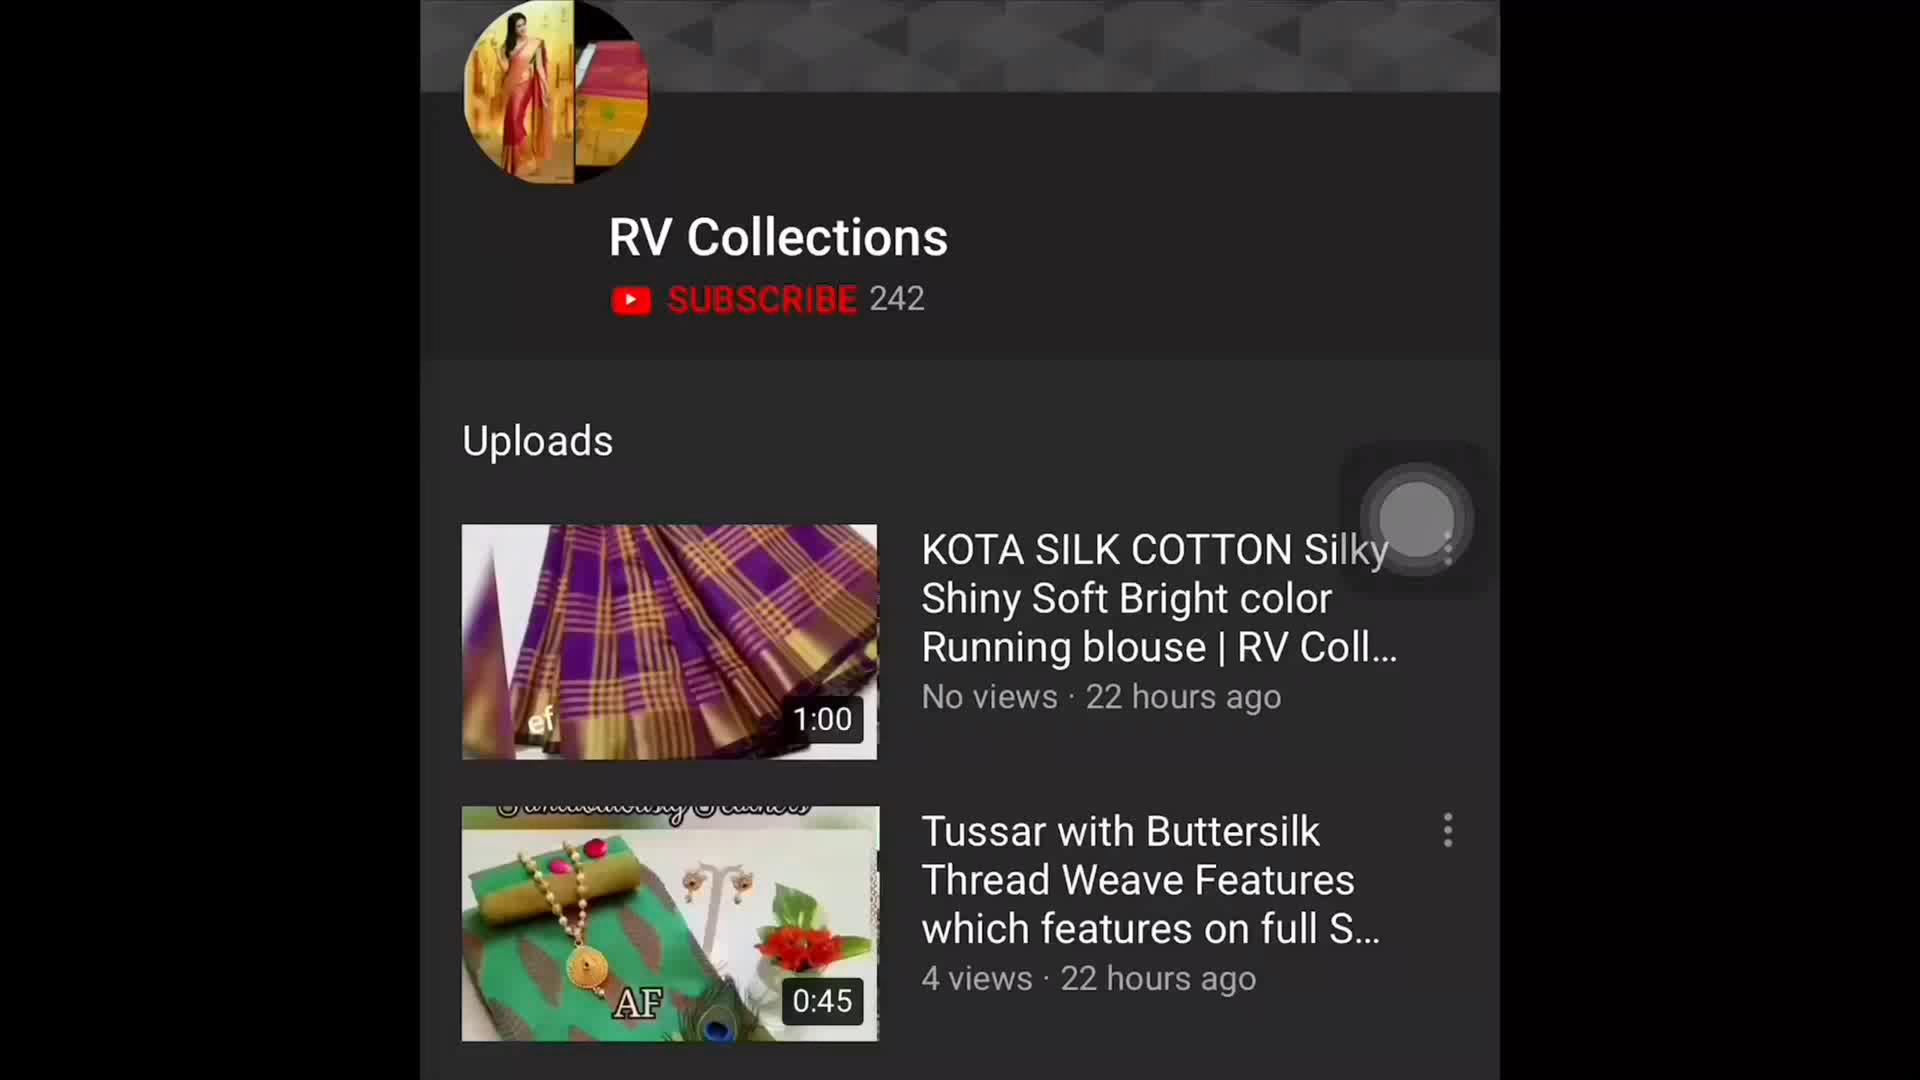 RV Collections
SUBSCRIBE 242
Uploads
KOTA SILK COTTON Silky
Shiny Soft Bright color
Running blouse | RV Coll...
No views · 22 hours ago
ef
1:00
Tussar with Buttersilk
Thread Weave Features
which features on full S...
4 views · 22 hours ago
AF
0:45